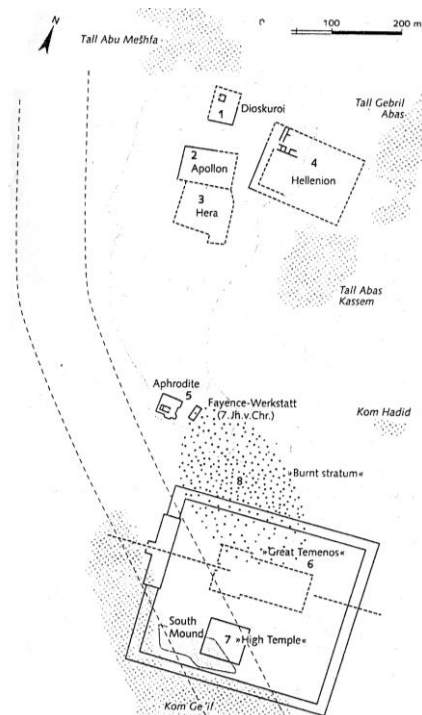 N
0 100 200 m
Tall Abu Mešhfa
1
Dioskuroi
Tall Gebril
Abas
2
Apollon
4
Hellenion
3
Hera
Tall Abas
Kassem
Aphrodite
5
Fayence-Werkstatt
(7. Jh.v.Chr.)
Kom Hadid
8
»Burnt stratum«
»Great Temenos«
6
South
Mound
7 »High Temple«
Kom Ge'if